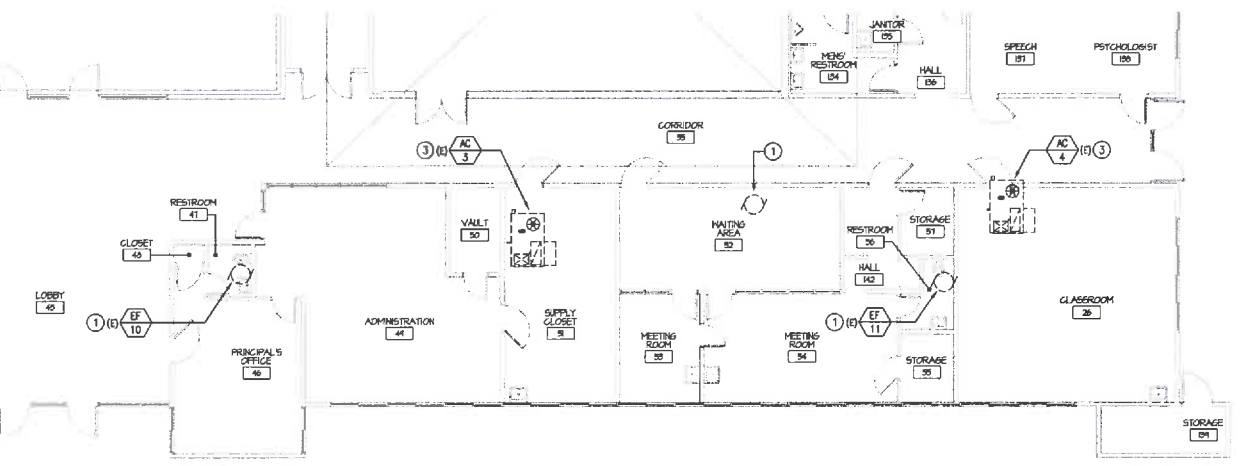 JANITOR
135
MENS'
RESTROOM
134
HALL
136
SPEECH
137
PSYCHOLOGIST
138
CORRIDOR
3 (E) AC
3
1
AC
4 (E) 3
RESTROOM
47
CLOSET
48
VAULT
50
WAITING
AREA
52
STORAGE
57
RESTROOM
56
HALL
142
LOBBY
45
1 (E) EF
10
ADMINISTRATION
49
SUPPLY
CLOSET
51
CLASSROOM
26
1 (E) EF
11
PRINCIPAL'S
OFFICE
46
MEETING
ROOM
53
MEETING
ROOM
54
STORAGE
55
STORAGE
139